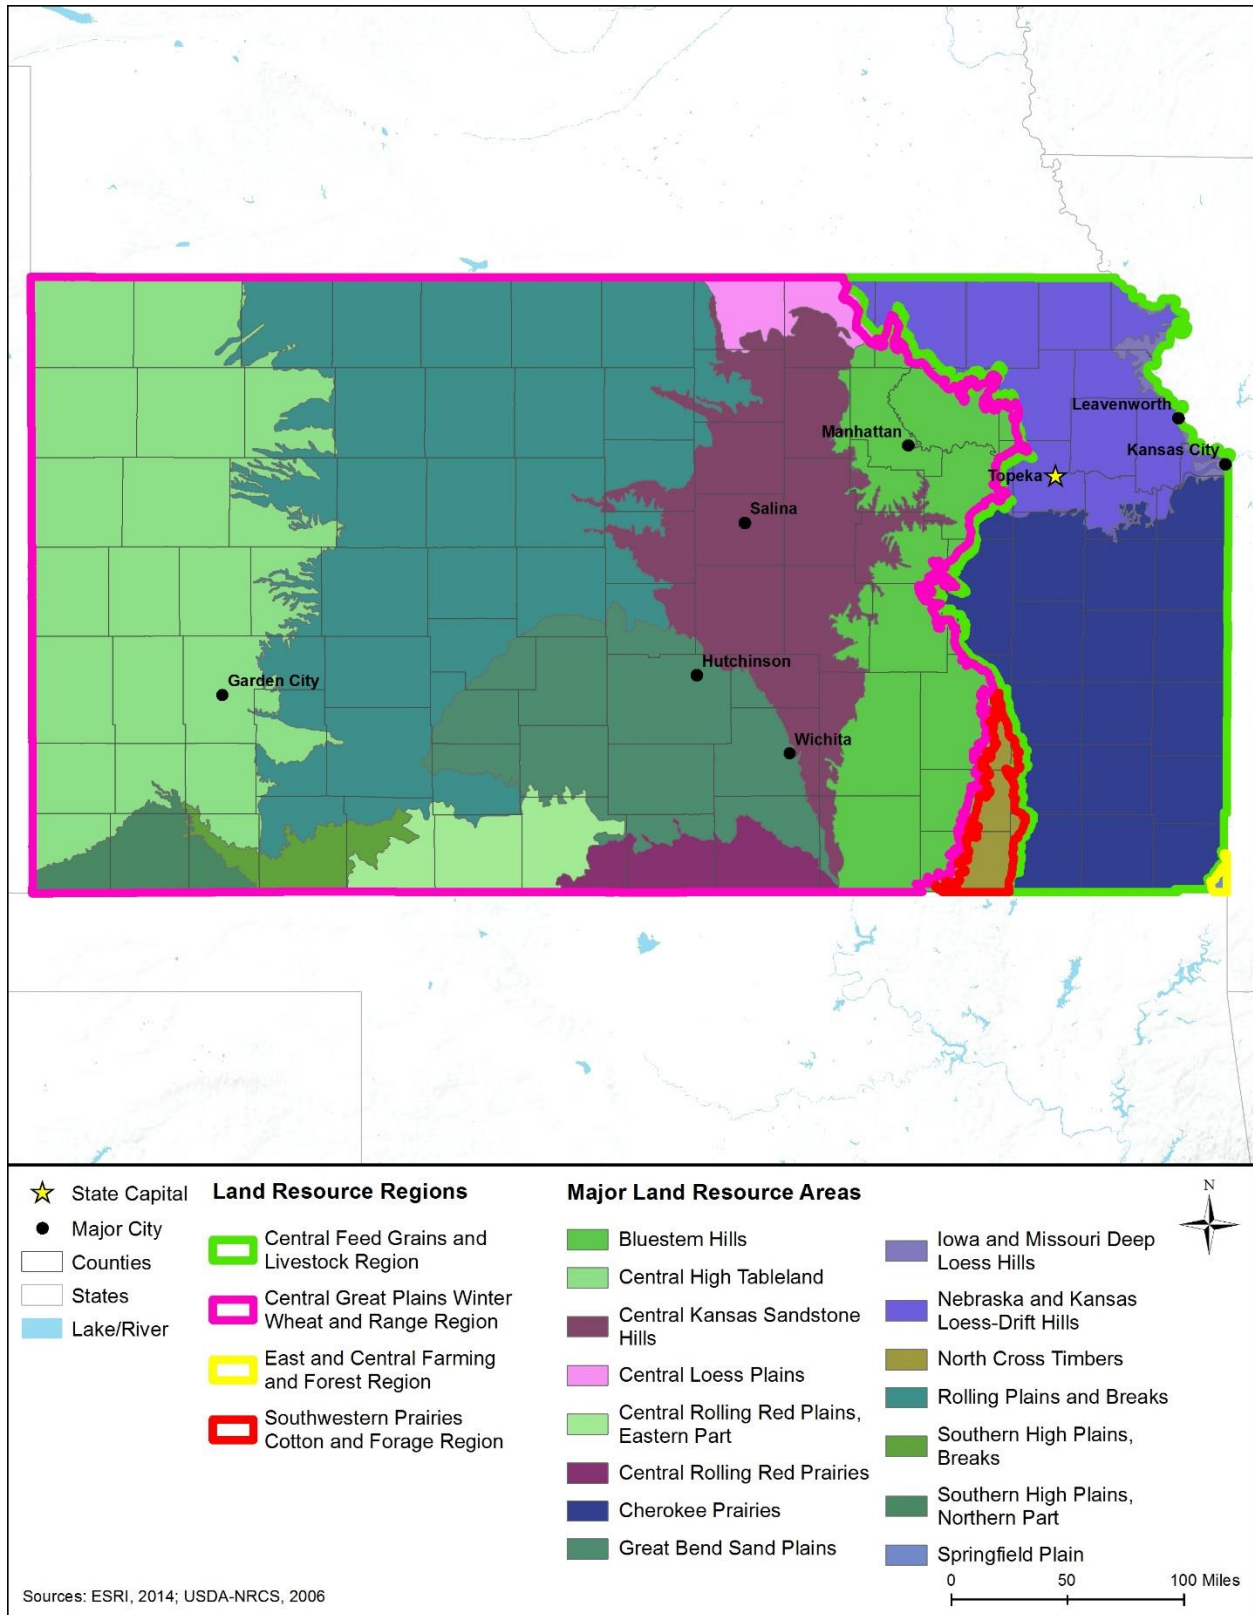 Leavenworth
Manhattan
Kansas City
Topeka
Salina
Hutchinson
Garden City
Wichita
State Capital
Major City
Counties
States
Lake/River
Land Resource Regions
Central Feed Grains and
Livestock Region
Central Great Plains Winter
Wheat and Range Region
East and Central Farming
and Forest Region
Southwestern Prairies
Cotton and Forage Region
Major Land Resource Areas
Bluestem Hills
Central High Tableland
Central Kansas Sandstone
Hills
Central Loess Plains
Central Rolling Red Plains,
Eastern Part
Central Rolling Red Prairies
Cherokee Prairies
Great Bend Sand Plains
Iowa and Missouri Deep
Loess Hills
Nebraska and Kansas
Loess-Drift Hills
North Cross Timbers
Rolling Plains and Breaks
Southern High Plains,
Breaks
Southern High Plains,
Northern Part
Springfield Plain
N
0 50 100 Miles
Sources: ESRI, 2014; USDA-NRCS, 2006